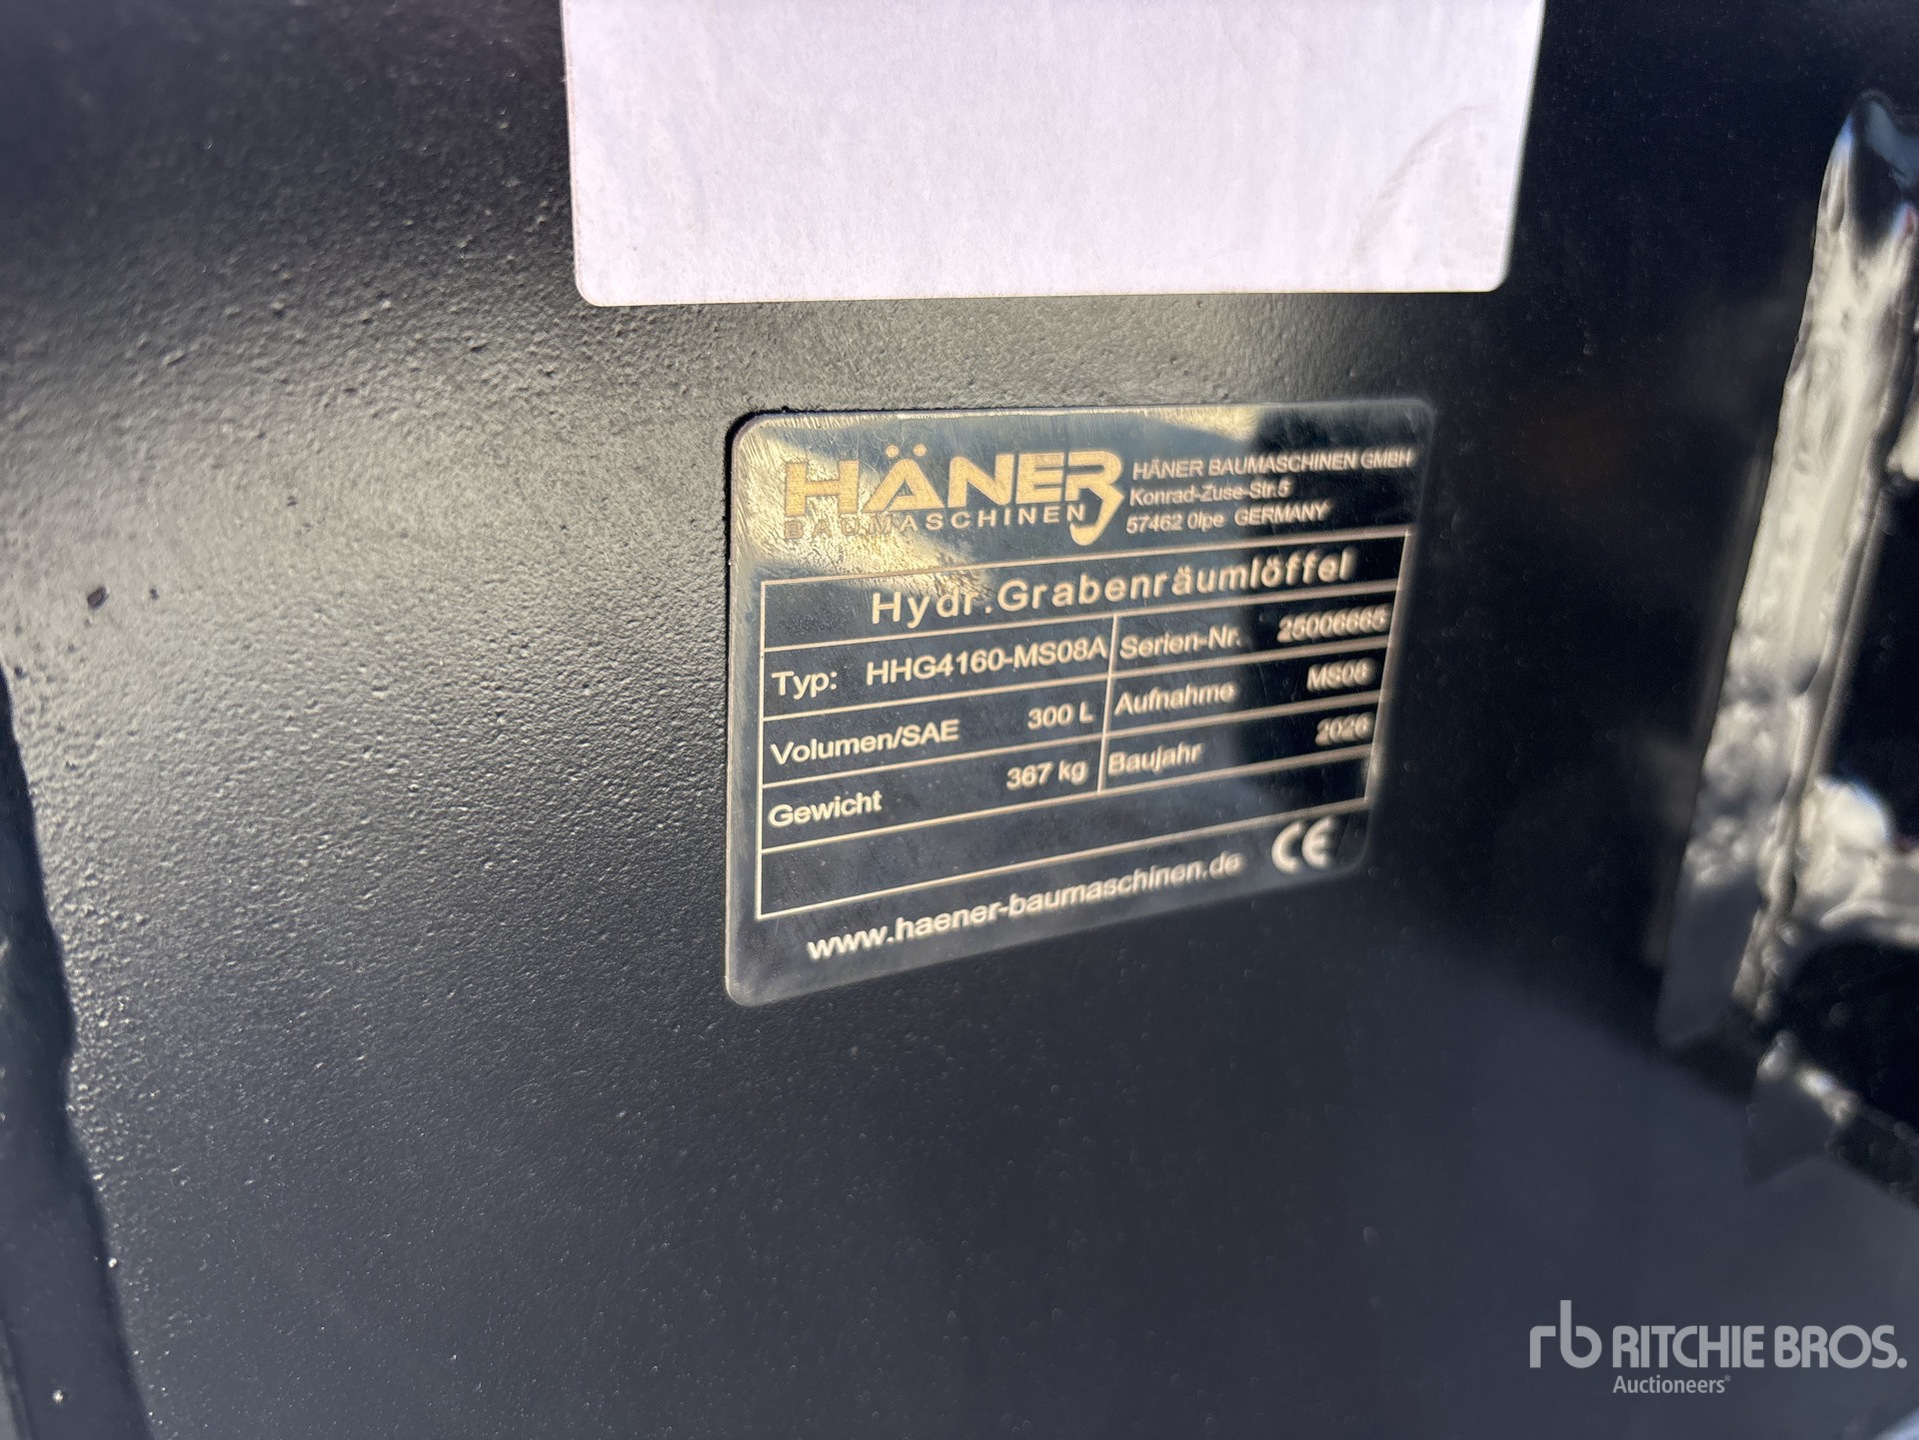 HÄNER
BAUMASCHINEN
HÄNER BAUMASCHINEN GMBH
Konrad-Zuse-Str.5
57462 Olpe GERMANY
Hydr.Grabenräumlöffel
Typ: HHG4160-MS08A
Serien-Nr. 25006665
Volumen/SAE 300 L
Aufnahme MS08
Gewicht 367 kg
Baujahr 2026
www.haener-baumaschinen.de CE
rb RITCHIE BROS.
Auctioneers®